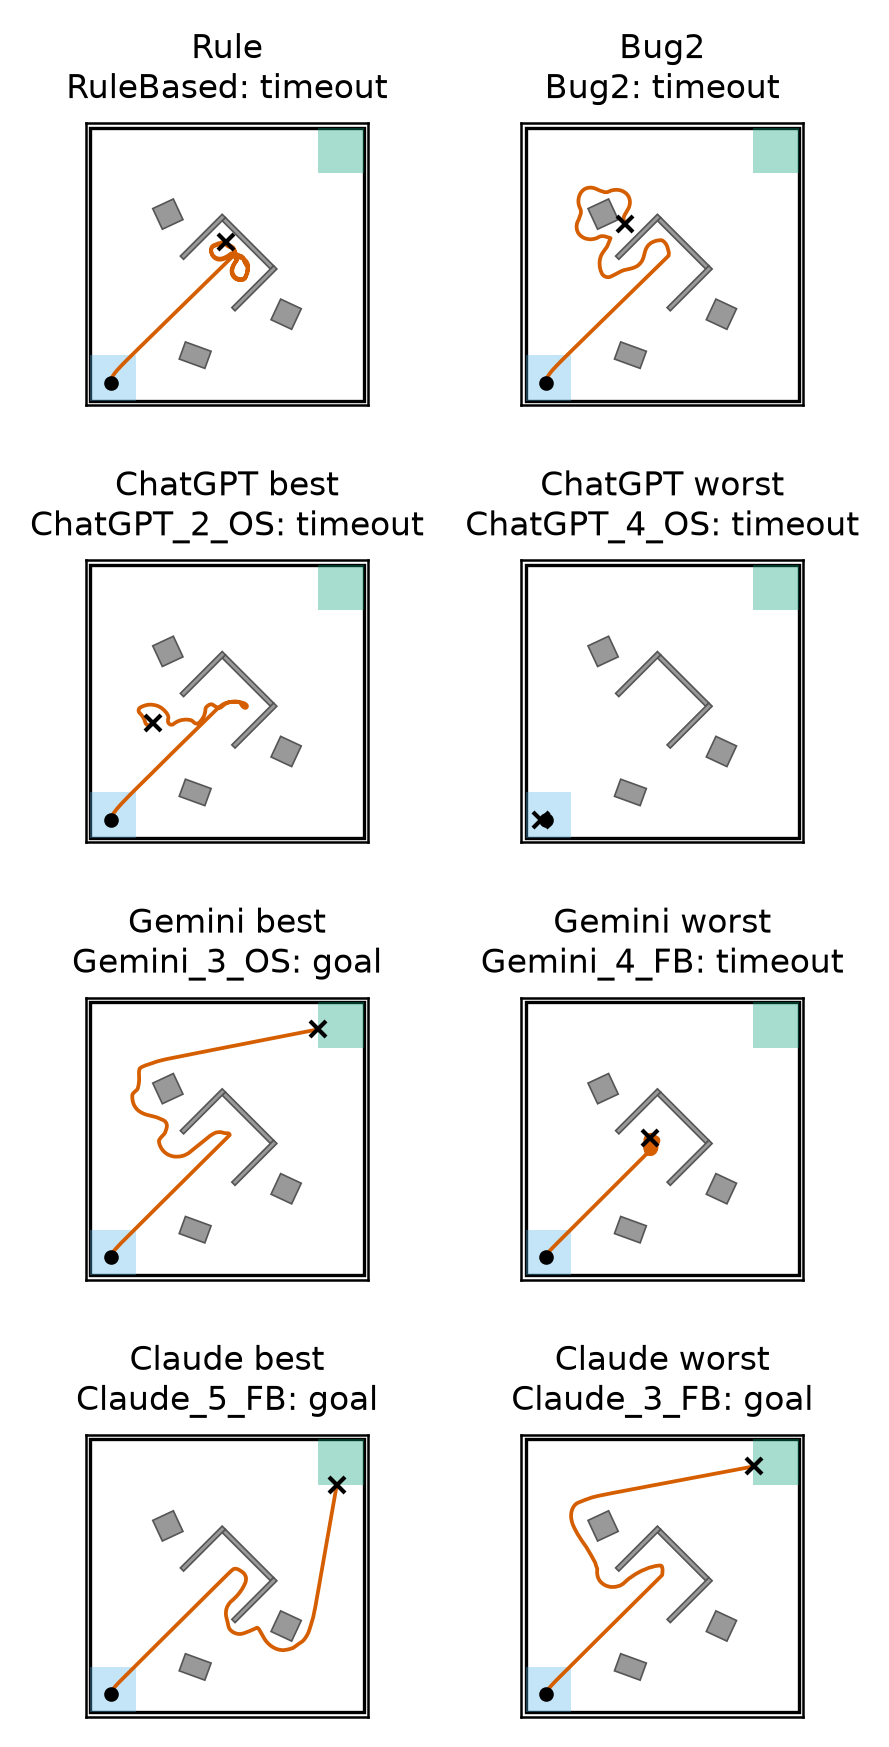 Rule
RuleBased: timeout
Bug2
Bug2: timeout
ChatGPT best
ChatGPT_2_OS: timeout
ChatGPT worst
ChatGPT_4_OS: timeout
Gemini best
Gemini_3_OS: goal
Gemini worst
Gemini_4_FB: timeout
Claude best
Claude_5_FB: goal
Claude worst
Claude_3_FB: goal